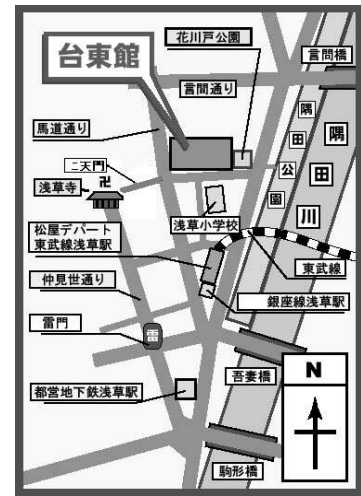 花川戸公園
言問橋
台東館
言問通り
馬道通り
隅田公園
隅田川
二天門
卍
浅草寺
浅草小学校
松屋デパート
東武線浅草駅
東武線
仲見世通り
銀座線浅草駅
雷門
雷
吾妻橋
N
都営地下鉄浅草駅
駒形橋